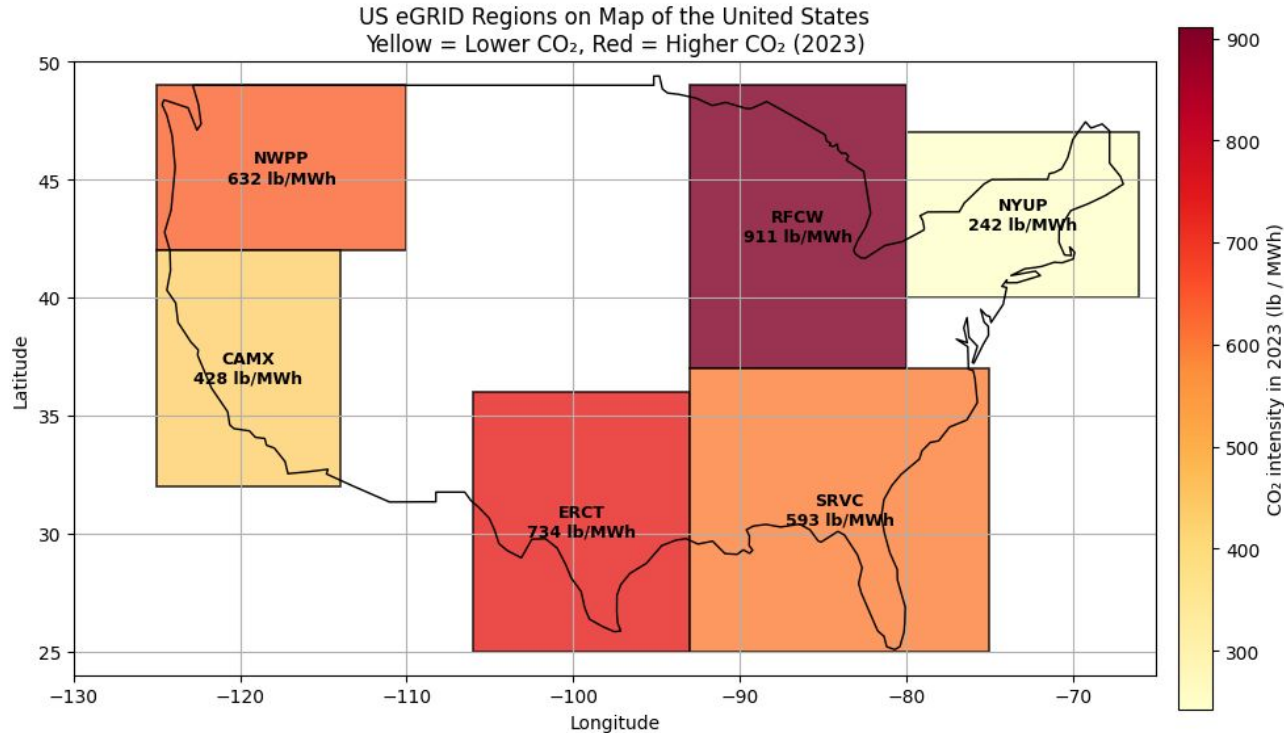 US eGRID Regions on Map of the United States
Yellow = Lower CO₂, Red = Higher CO₂ (2023)
50
45
40
35
30
25
Latitude
NWPP
632 lb/MWh
RFCW
911 lb/MWh
NYUP
242 lb/MWh
CAMX
428 lb/MWh
ERCT
734 lb/MWh
SRVC
593 lb/MWh
−130
−120
−110
−100
−90
−80
−70
Longitude
900
800
700
600
500
400
300
CO₂ intensity in 2023 (lb / MWh)